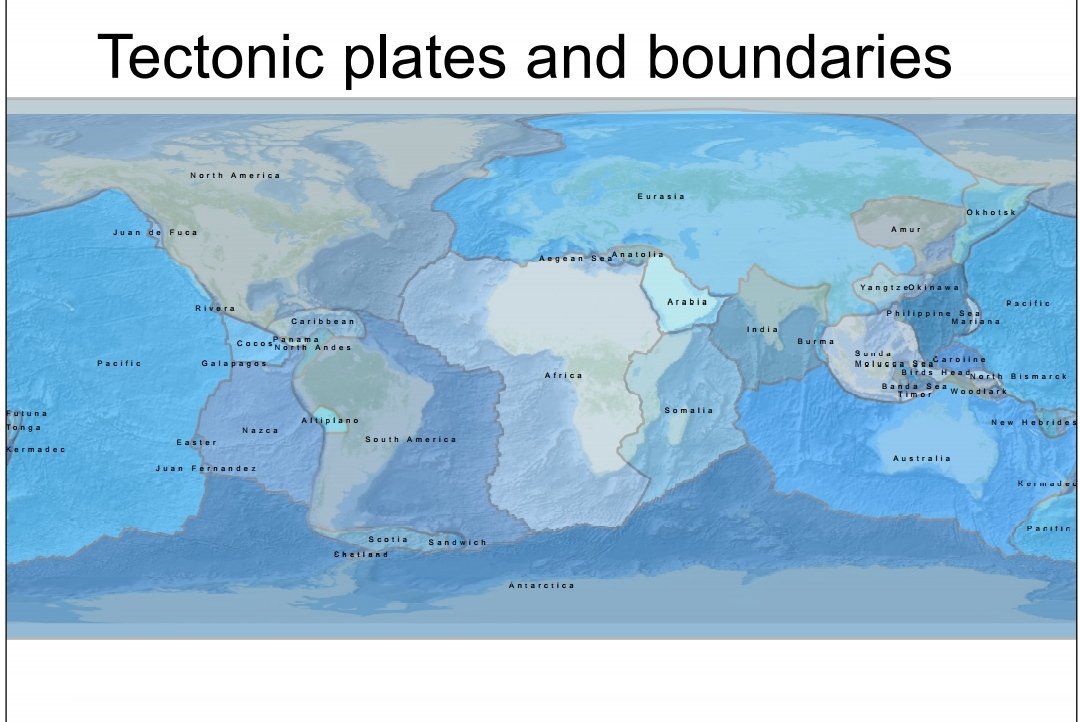 Tectonic plates and boundaries
North America
Eurasia
Okhotsk
Juan de Fuca
Amur
Aegean Sea
Anatolia
Yangtze
Okinawa
Rivera
Arabia
Pacific
Philippine Sea
Mariana
Caribbean
India
Cocos
Panama
North Andes
Burma
Sunda
Pacific
Galapagos
Molucca Sea
Caroline
Birds Head
Africa
North Bismarck
Banda Sea
Timor
Woodlark
Futuna
Tonga
Kermadec
Altiplano
Somalia
Nazca
New Hebrides
Easter
South America
Juan Fernandez
Australia
Kermadec
Scotia
Sandwich
Pacific
Shetland
Antarctica